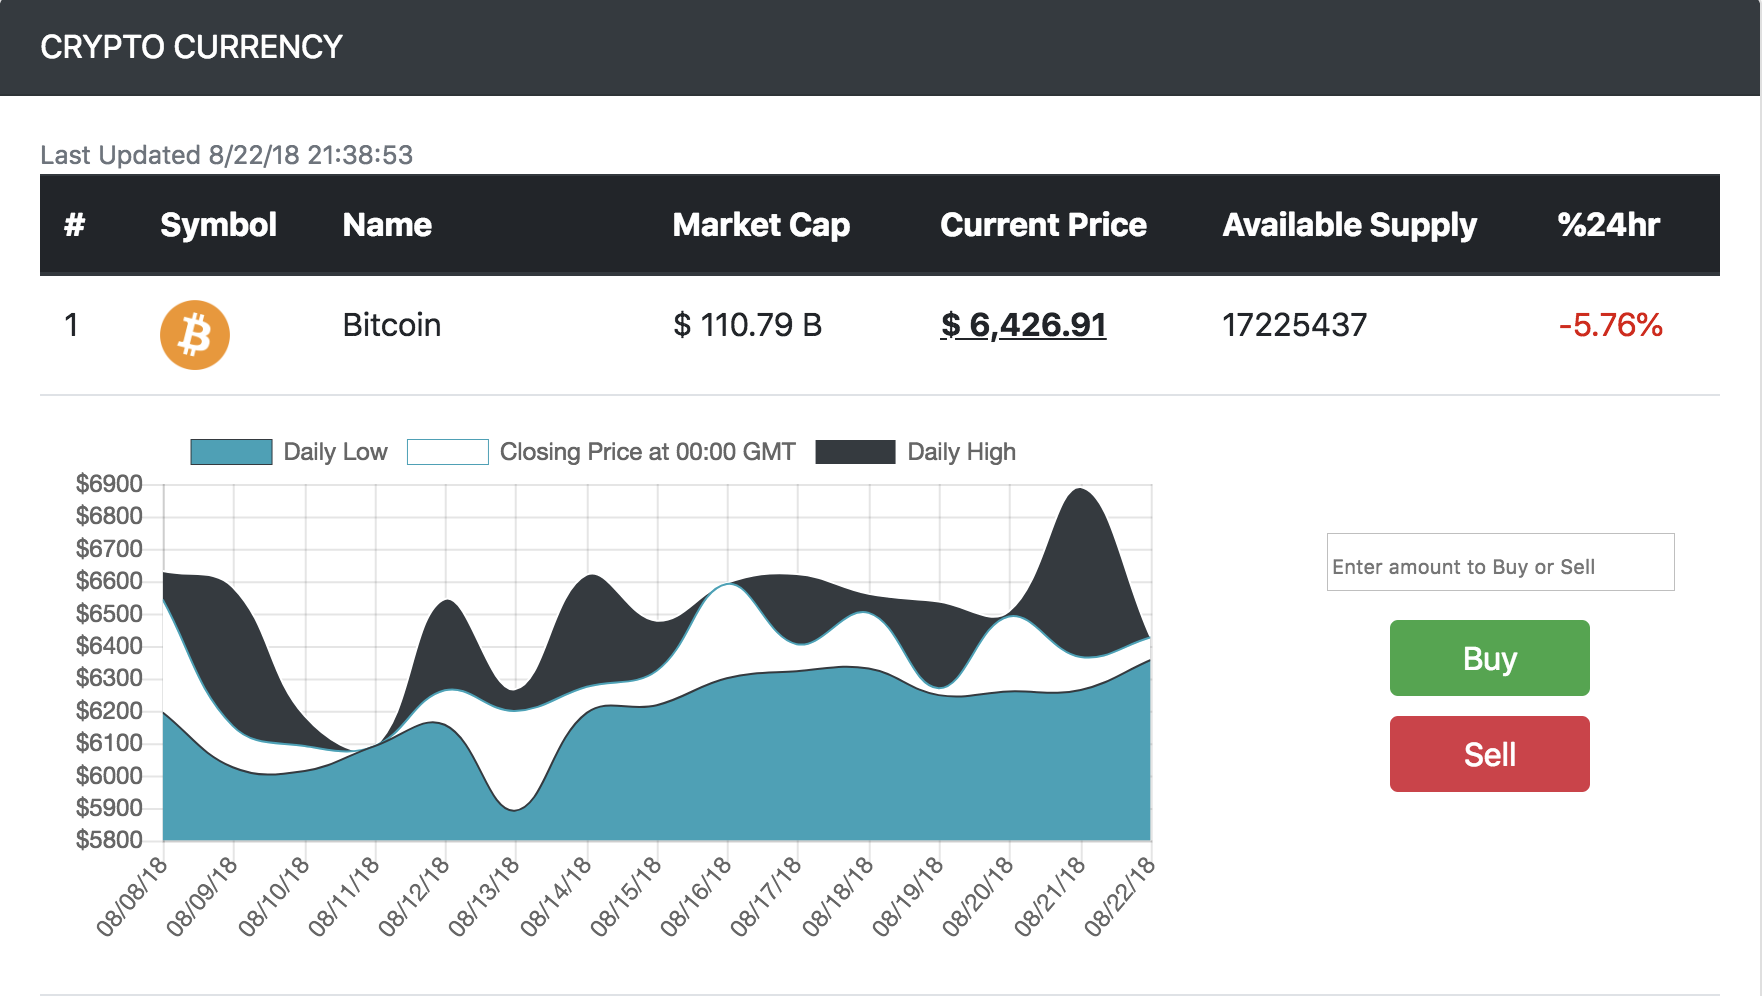 CRYPTO CURRENCY
Last Updated 8/22/18 21:38:53
# Symbol Name Market Cap Current Price Available Supply %24hr
1 Bitcoin $ 110.79 B $ 6,426.91 17225437 -5.76%
Daily Low Closing Price at 00:00 GMT Daily High
$6900
$6800
$6700
$6600
$6500
$6400
$6300
$6200
$6100
$6000
$5900
$5800
08/08/18 08/09/18 08/10/18 08/11/18 08/12/18 08/13/18 08/14/18 08/15/18 08/16/18 08/17/18 08/18/18 08/19/18 08/20/18 08/21/18 08/22/18
Enter amount to Buy or Sell
Buy
Sell